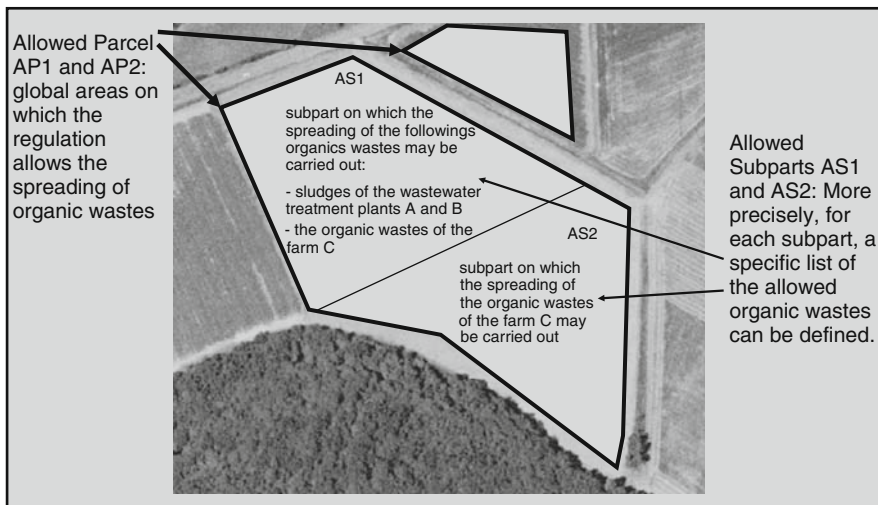 Allowed Parcel
AP1 and AP2:
global areas on
which the
regulation
allows the
spreading of
organic wastes
AS1
subpart on which the
spreading of the followings
organics wastes may be
carried out:
- sludges of the wastewater
treatment plants A and B
- the organic wastes of the
farm C
AS2
subpart on which
the spreading of
the organic wastes
of the farm C may
be carried out
Allowed
Subparts AS1
and AS2: More
precisely, for
each subpart, a
specific list of
the allowed
organic wastes
can be defined.